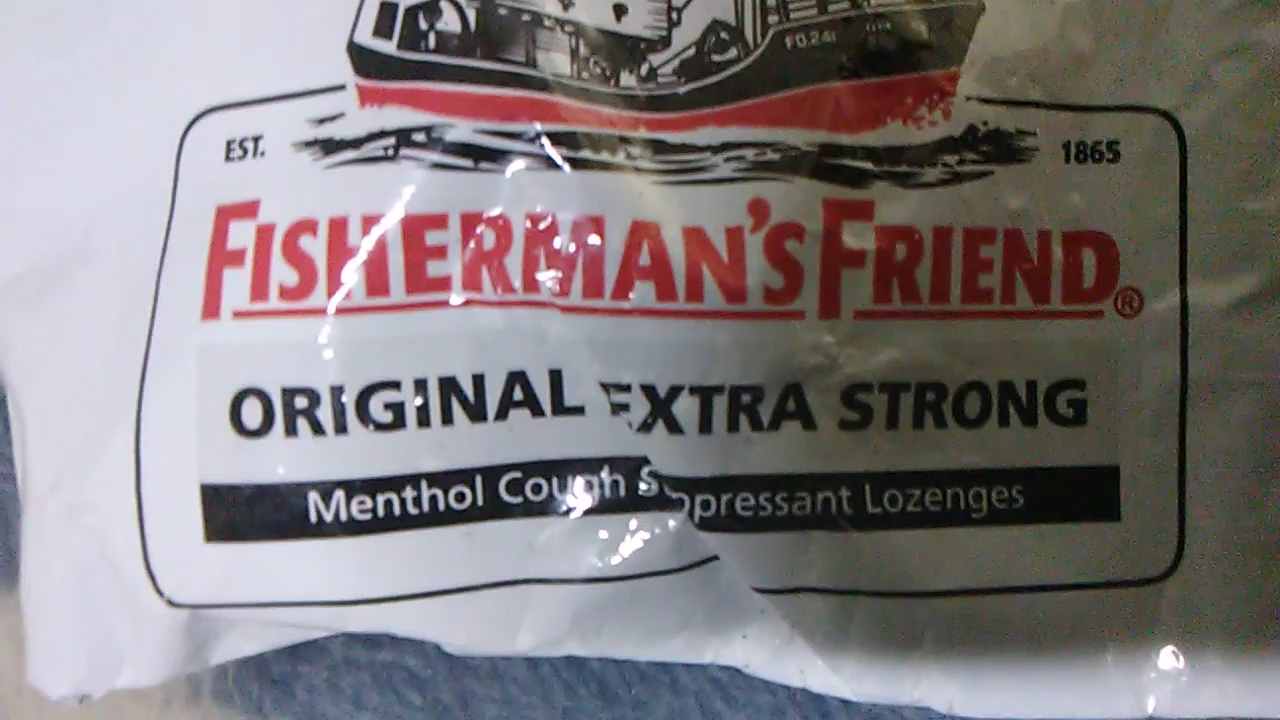 FD.241
EST. 1865
FISHERMAN'S FRIEND®
ORIGINAL EXTRA STRONG
Menthol Cough Suppressant Lozenges